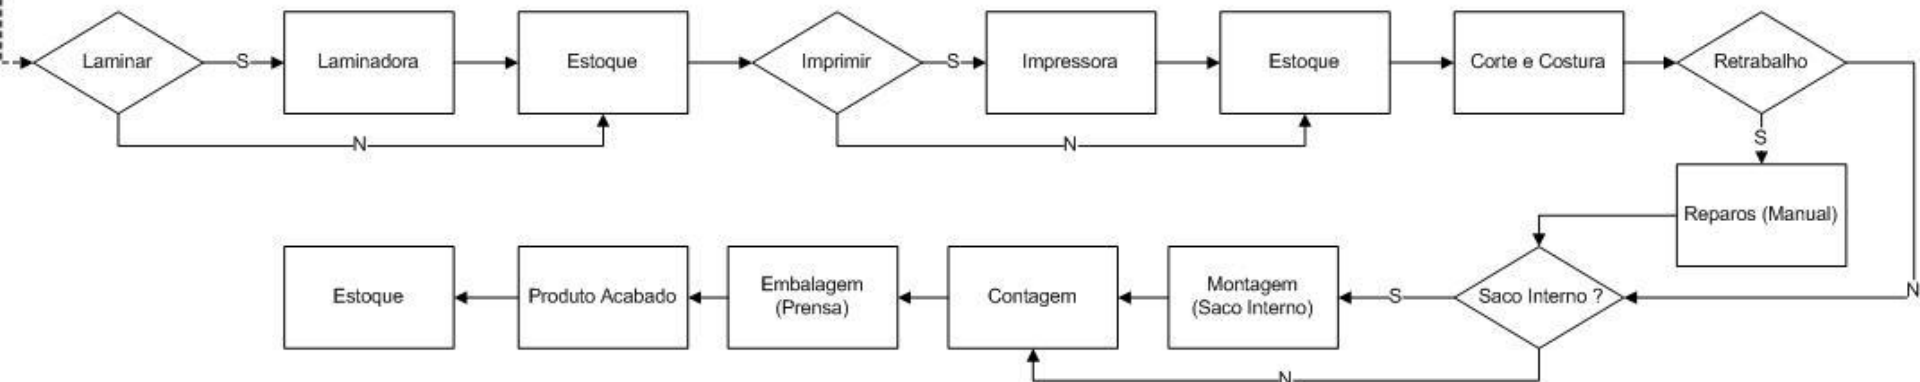 Laminar
S
Laminadora
Estoque
Imprimir
S
Impressora
Estoque
Corte e Costura
Retrabalho
N
N
S
Reparos (Manual)
Estoque
Produto Acabado
Embalagem
(Prensa)
Contagem
Montagem
(Saco Interno)
S
Saco Interno ?
N
N